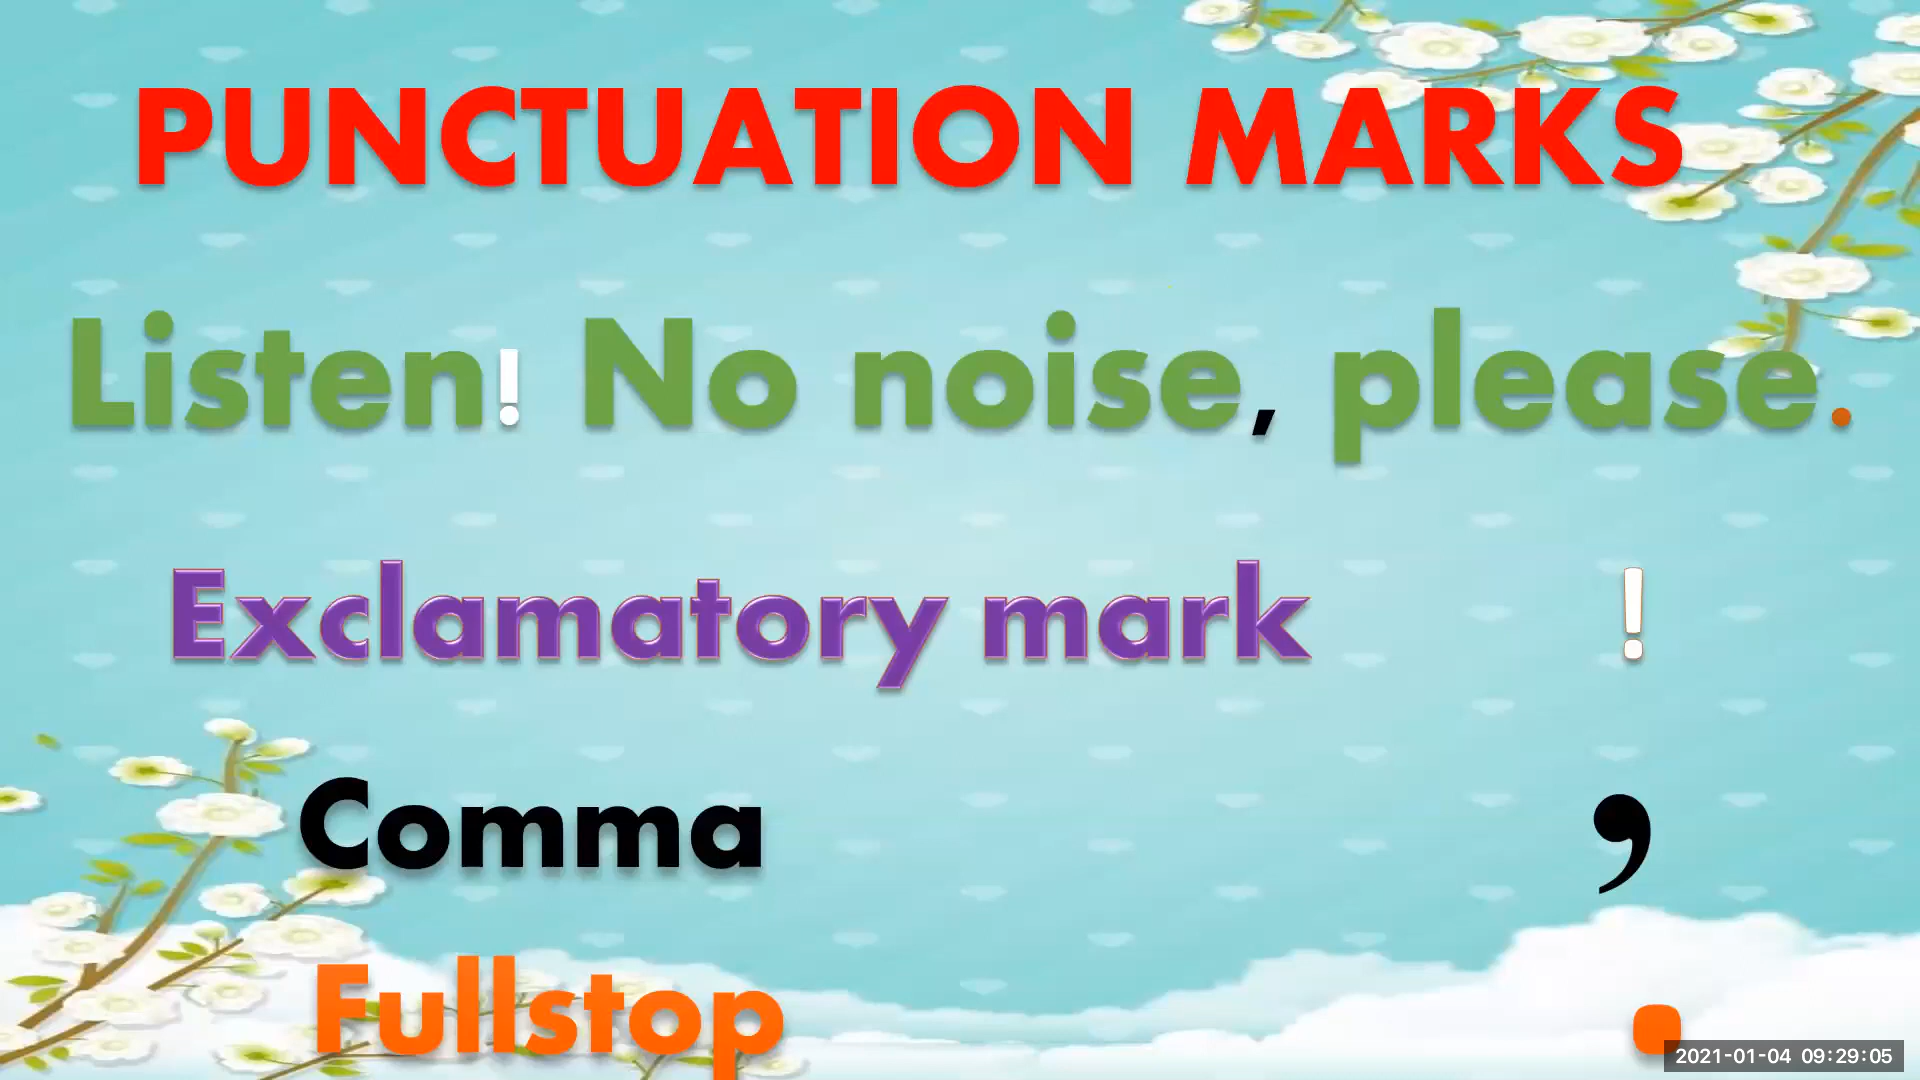 PUNCTUATION MARKS
Listen! No noise, please.
Exclamatory mark !
Comma ,
Fullstop .
2021-01-04 09:29:05